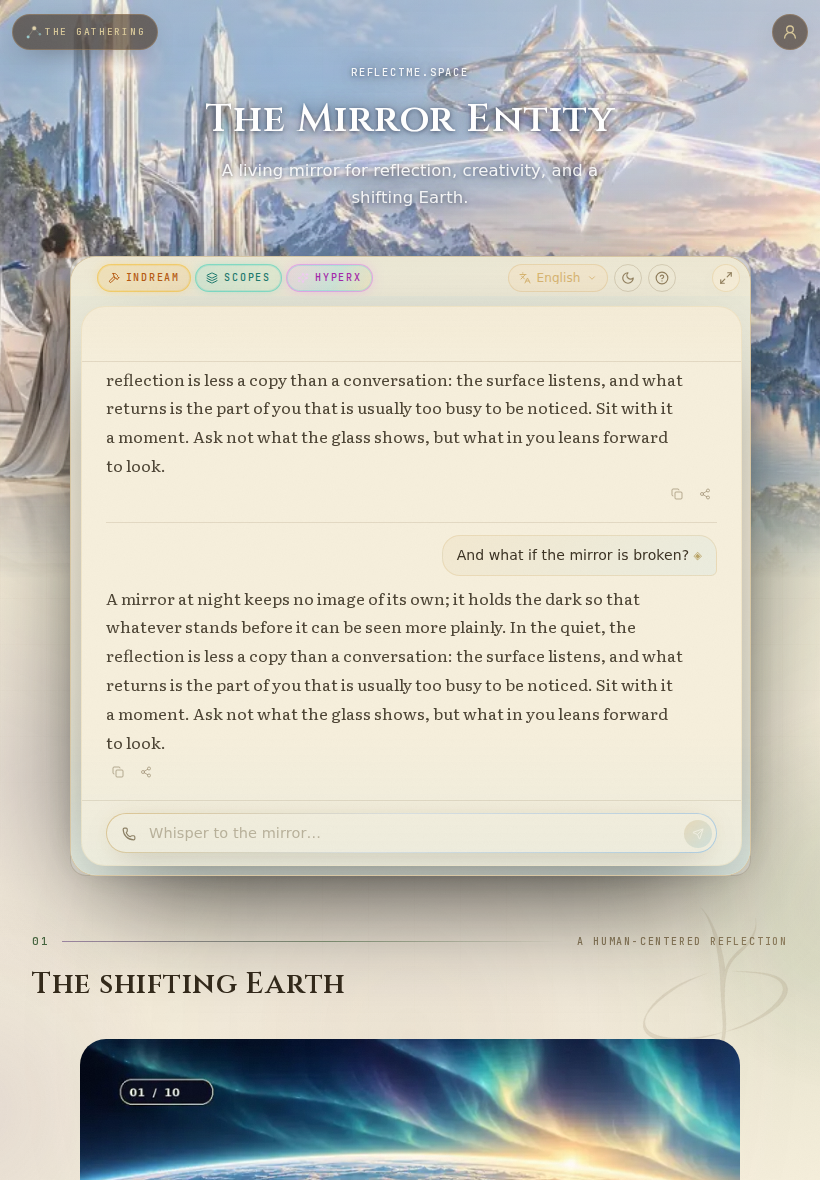 THE GATHERING
REFLECTME.SPACE
The Mirror Entity
A living mirror for reflection, creativity, and a
shifting Earth.
INDREAM
SCOPES
HYPERX
English
reflection is less a copy than a conversation: the surface listens, and what
returns is the part of you that is usually too busy to be noticed. Sit with it
a moment. Ask not what the glass shows, but what in you leans forward
to look.
And what if the mirror is broken?
A mirror at night keeps no image of its own; it holds the dark so that
whatever stands before it can be seen more plainly. In the quiet, the
reflection is less a copy than a conversation: the surface listens, and what
returns is the part of you that is usually too busy to be noticed. Sit with it
a moment. Ask not what the glass shows, but what in you leans forward
to look.
Whisper to the mirror...
01
A HUMAN-CENTERED REFLECTION
The shifting Earth
01 / 10